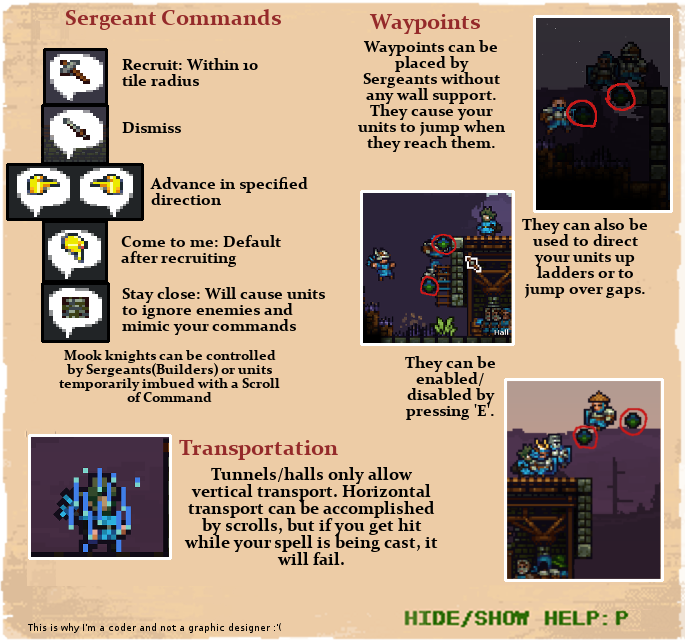 Sergeant Commands
Recruit: Within 10
tile radius
Dismiss
Advance in specified
direction
Come to me: Default
after recruiting
Stay close: Will cause units
to ignore enemies and
mimic your commands
Mook knights can be controlled
by Sergeants(Builders) or units
temporarily imbued with a Scroll
of Command
Waypoints
Waypoints can be
placed by
Sergeants without
any wall support.
They cause your
units to jump when
they reach them.
They can also be
used to direct
your units up
ladders or to
jump over gaps.
Hall
They can be
enabled/
disabled by
pressing 'E'.
Transportation
Tunnels/halls only allow
vertical transport. Horizontal
transport can be accomplished
by scrolls, but if you get hit
while your spell is being cast, it
will fail.
HIDE/SHOW HELP: P
This is why I'm a coder and not a graphic designer :'(